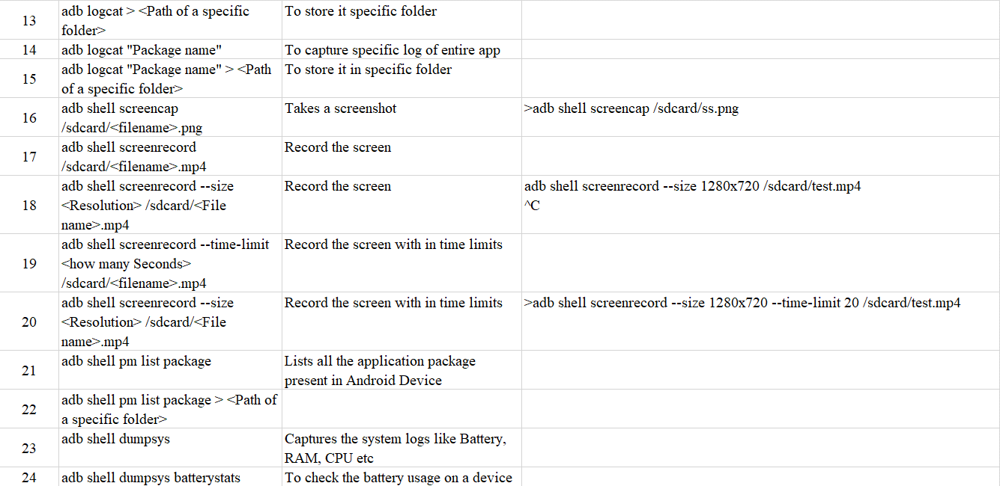 13
adb logcat > <Path of a specific
folder>
To store it specific folder
14
adb logcat "Package name"
To capture specific log of entire app
15
adb logcat "Package name" > <Path
of a specific folder>
To store it in specific folder
16
adb shell screencap
/sdcard/<filename>.png
Takes a screenshot
>adb shell screencap /sdcard/ss.png
17
adb shell screenrecord
/sdcard/<filename>.mp4
Record the screen
18
adb shell screenrecord --size
<Resolution> /sdcard/<File
name>.mp4
Record the screen
adb shell screenrecord --size 1280x720 /sdcard/test.mp4
^C
19
adb shell screenrecord --time-limit
<how many Seconds>
/sdcard/<filename>.mp4
Record the screen with in time limits
20
adb shell screenrecord --size
<Resolution> /sdcard/<File
name>.mp4
Record the screen with in time limits
>adb shell screenrecord --size 1280x720 --time-limit 20 /sdcard/test.mp4
21
adb shell pm list package
Lists all the application package
present in Android Device
22
adb shell pm list package > <Path of
a specific folder>
23
adb shell dumpsys
Captures the system logs like Battery,
RAM, CPU etc
24
adb shell dumpsys batterystats
To check the battery usage on a device